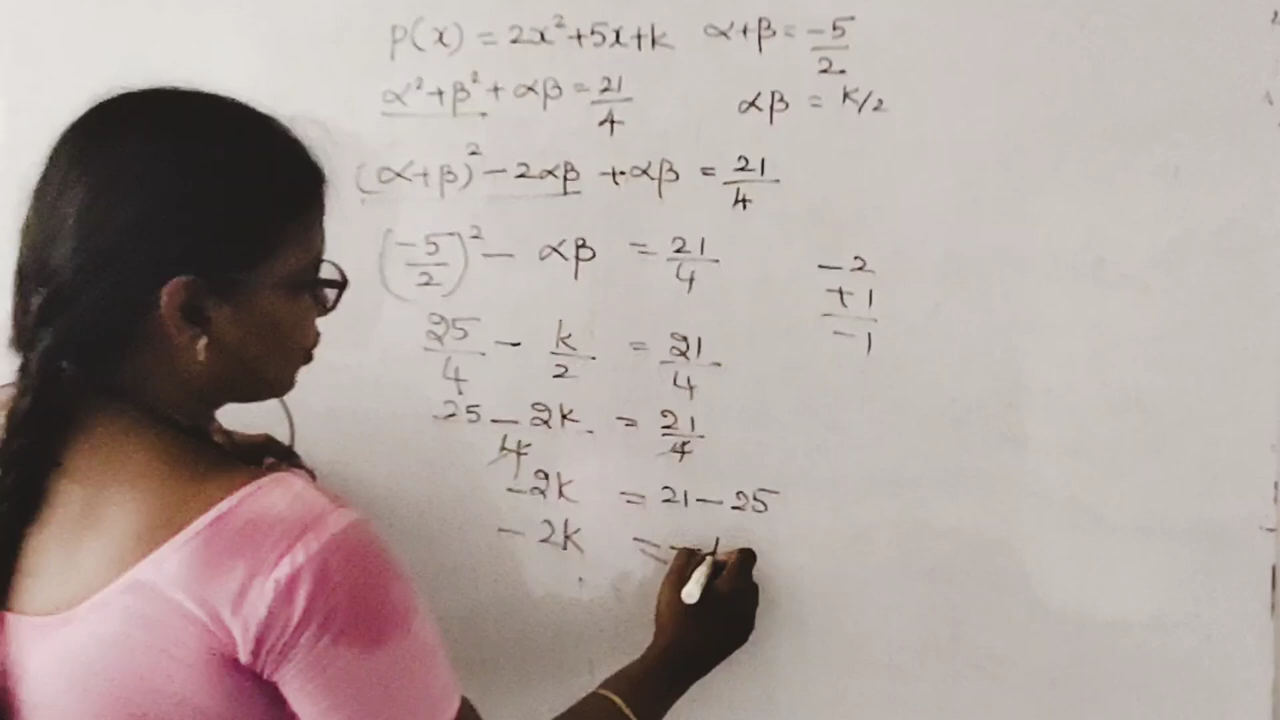 P(x) = 2x²+5x+k α+β = -5/2
α²+β² + αβ = 21/4 αβ = k/2
(α+β)² - 2αβ + αβ = 21/4
(-5/2)² - αβ = 21/4
25/4 - k/2 = 21/4
25 - 2k / 4 = 21/4
-2k = 21 - 25
-2k =
-2
+1
-1